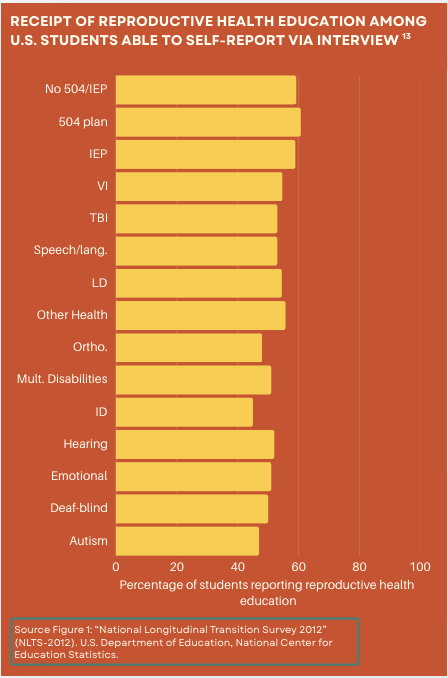 RECEIPT OF REPRODUCTIVE HEALTH EDUCATION AMONG
U.S. STUDENTS ABLE TO SELF-REPORT VIA INTERVIEW 13
No 504/IEP
504 plan
IEP
VI
TBI
Speech/lang.
LD
Other Health
Ortho.
Mult. Disabilities
ID
Hearing
Emotional
Deaf-blind
Autism
0 20 40 60 80 100
Percentage of students reporting reproductive health
education
Source Figure 1: “National Longitudinal Transition Survey 2012”
(NLTS-2012). U.S. Department of Education, National Center for
Education Statistics.